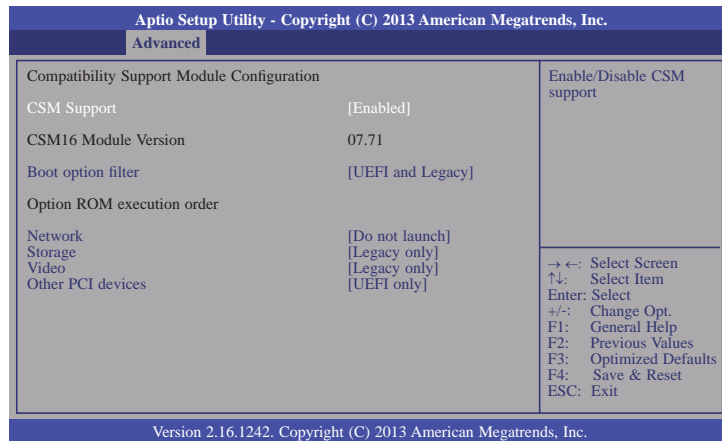 Aptio Setup Utility - Copyright (C) 2013 American Megatrends, Inc.
Advanced
Compatibility Support Module Configuration
CSM Support [Enabled]
CSM16 Module Version 07.71
Boot option filter [UEFI and Legacy]
Option ROM execution order
Network [Do not launch]
Storage [Legacy only]
Video [Legacy only]
Other PCI devices [UEFI only]
Enable/Disable CSM
support
→ ←: Select Screen
↑↓: Select Item
Enter: Select
+/-: Change Opt.
F1: General Help
F2: Previous Values
F3: Optimized Defaults
F4: Save & Reset
ESC: Exit
Version 2.16.1242. Copyright (C) 2013 American Megatrends, Inc.